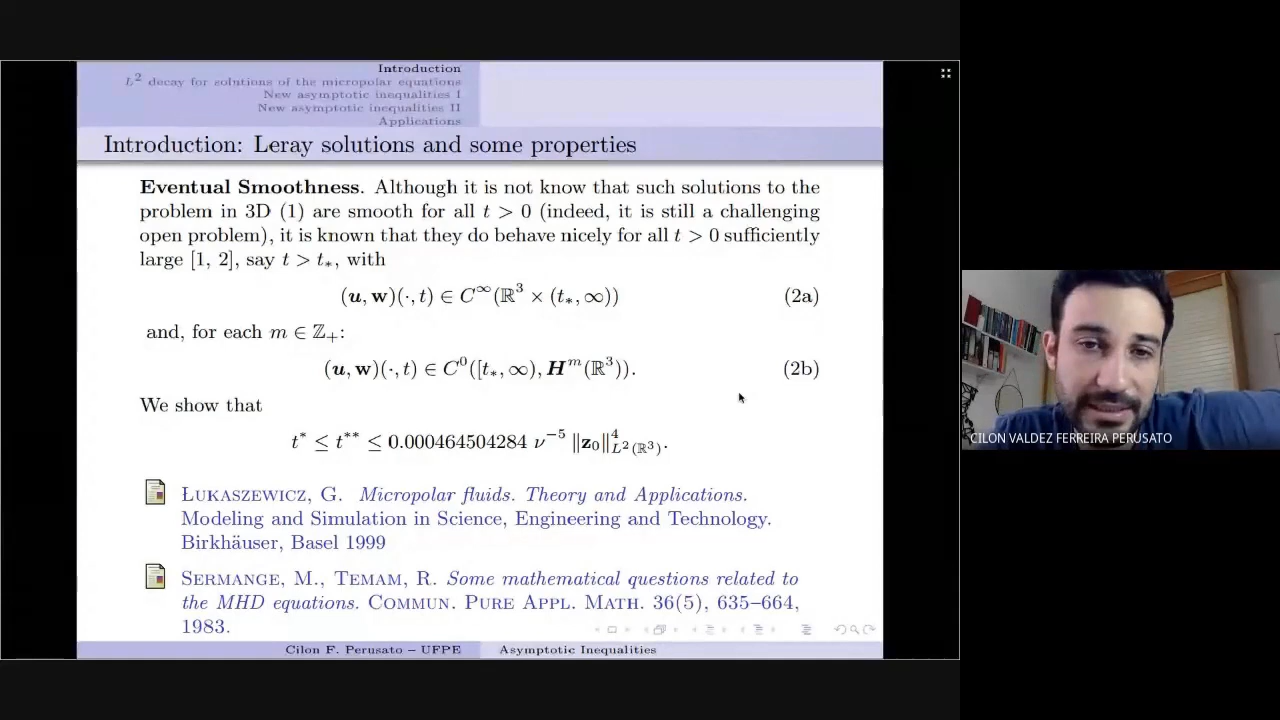 Introduction
L² decay for solutions of the micropolar equations
New asymptotic inequalities I
New asymptotic inequalities II
Applications
Introduction: Leray solutions and some properties
Eventual Smoothness. Although it is not know that such solutions to the
problem in 3D (1) are smooth for all t > 0 (indeed, it is still a challenging
open problem), it is known that they do behave nicely for all t > 0 sufficiently
large [1, 2], say t > t_*, with
(u, w)(·, t) ∈ C^∞(ℝ³ × (t_*, ∞)) (2a)
and, for each m ∈ ℤ₊:
(u, w)(·, t) ∈ C⁰([t_*, ∞), H^m(ℝ³)). (2b)
We show that
t^* ≤ t^** ≤ 0.000464504284 ν⁻⁵ ‖z₀‖⁴_{L²(ℝ³)}.
ŁUKASZEWICZ, G. Micropolar fluids. Theory and Applications.
Modeling and Simulation in Science, Engineering and Technology.
Birkhäuser, Basel 1999
SERMANGE, M., TEMAM, R. Some mathematical questions related to
the MHD equations. COMMUN. PURE APPL. MATH. 36(5), 635–664,
1983.
Cilon F. Perusato – UFPE Asymptotic Inequalities
CILON VALDEZ FERREIRA PERUSATO